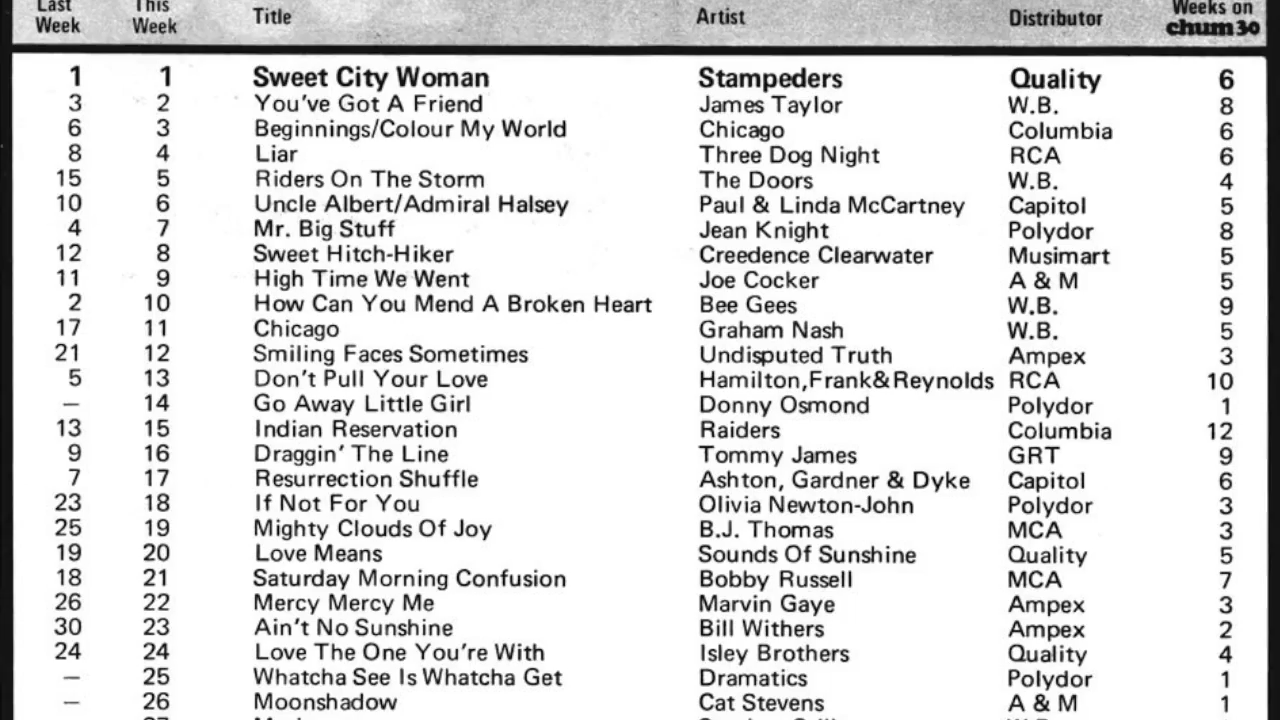 Last Week This Week Title Artist Distributor Weeks on chum 30
1 1 Sweet City Woman Stampeders Quality 6
3 2 You've Got A Friend James Taylor W.B. 8
6 3 Beginnings/Colour My World Chicago Columbia 6
8 4 Liar Three Dog Night RCA 6
15 5 Riders On The Storm The Doors W.B. 4
10 6 Uncle Albert/Admiral Halsey Paul & Linda McCartney Capitol 5
4 7 Mr. Big Stuff Jean Knight Polydor 8
12 8 Sweet Hitch-Hiker Creedence Clearwater Musimart 5
11 9 High Time We Went Joe Cocker A & M 5
2 10 How Can You Mend A Broken Heart Bee Gees W.B. 9
17 11 Chicago Graham Nash W.B. 5
21 12 Smiling Faces Sometimes Undisputed Truth Ampex 3
5 13 Don't Pull Your Love Hamilton,Frank&Reynolds RCA 10
— 14 Go Away Little Girl Donny Osmond Polydor 1
13 15 Indian Reservation Raiders Columbia 12
9 16 Draggin' The Line Tommy James GRT 9
7 17 Resurrection Shuffle Ashton, Gardner & Dyke Capitol 6
23 18 If Not For You Olivia Newton-John Polydor 3
25 19 Mighty Clouds Of Joy B.J. Thomas MCA 3
19 20 Love Means Sounds Of Sunshine Quality 5
18 21 Saturday Morning Confusion Bobby Russell MCA 7
26 22 Mercy Mercy Me Marvin Gaye Ampex 3
30 23 Ain't No Sunshine Bill Withers Ampex 2
24 24 Love The One You're With Isley Brothers Quality 4
— 25 Whatcha See Is Whatcha Get Dramatics Polydor 1
— 26 Moonshadow Cat Stevens A & M 1